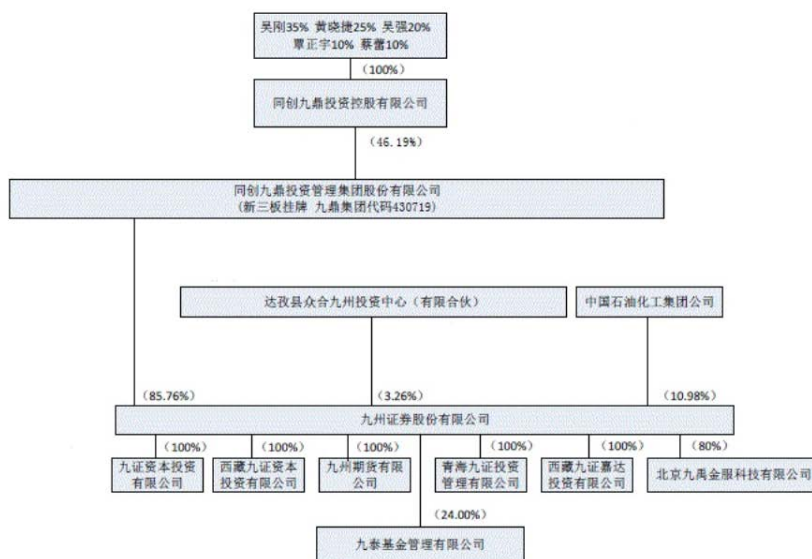 吴刚35% 黄晓捷25% 吴强20%
覃正宇10% 蔡蕾10%
（100%）
同创九鼎投资控股有限公司
（46.19%）
同创九鼎投资管理集团股份有限公司
(新三板挂牌 九鼎集团代码430719)
达孜县众合九州投资中心（有限合伙）
中国石油化工集团公司
（85.76%）
（3.26%）
（10.98%）
九州证券股份有限公司
（100%）
（100%）
（100%）
（100%）
（100%）
（80%）
九证资本投资
有限公司
西藏九证资本
投资有限公司
九州期货有限
公司
青海九证投资
管理有限公司
西藏九证嘉达
投资有限公司
北京九禹金服科技有限公司
（24.00%）
九泰基金管理有限公司